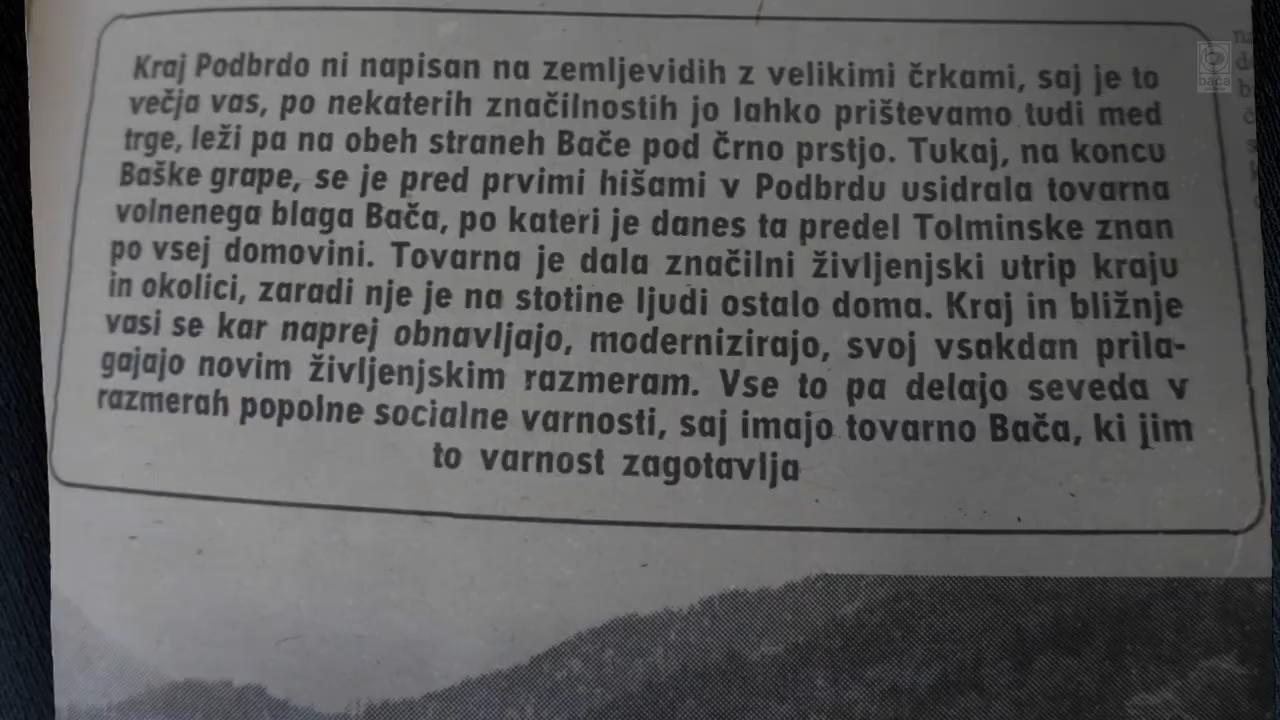 Kraj Podbrdo ni napisan na zemljevidih z velikimi črkami, saj je to
večja vas, po nekaterih značilnostih jo lahko prištevamo tudi med
trge, leži pa na obeh straneh Bače pod Črno prstjo. Tukaj, na koncu
Baške grape, se je pred prvimi hišami v Podbrdu usidrala tovarna
volnenega blaga Bača, po kateri je danes ta predel Tolminske znan
po vsej domovini. Tovarna je dala značilni življenjski utrip kraju
in okolici, zaradi nje je na stotine ljudi ostalo doma. Kraj in bližnje
vasi se kar naprej obnavljajo, modernizirajo, svoj vsakdan prila-
gajajo novim življenjskim razmeram. Vse to pa delajo seveda v
razmerah popolne socialne varnosti, saj imajo tovarno Bača, ki jim
to varnost zagotavlja
bača